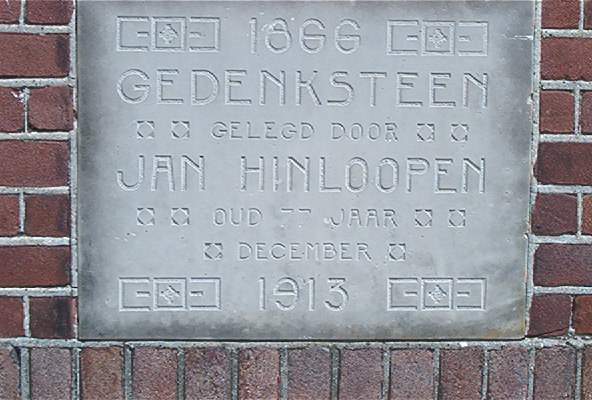 1866
GEDENKSTEEN
GELEGD DOOR
JAN HINLOOPEN
OUD 77 JAAR
DECEMBER
1913